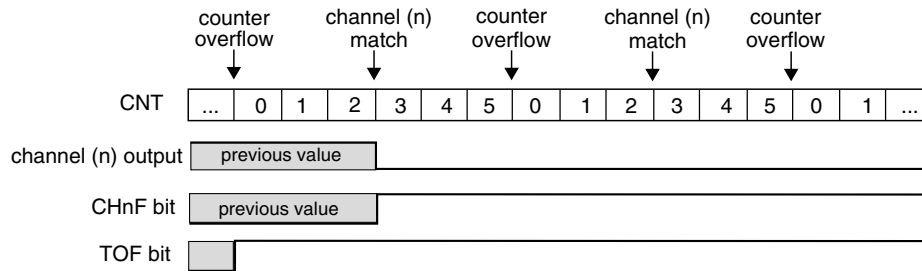 counter overflow
channel (n) match
counter overflow
channel (n) match
counter overflow
CNT ... 0 1 2 3 4 5 0 1 2 3 4 5 0 1 ...
channel (n) output previous value
CHnF bit previous value
TOF bit